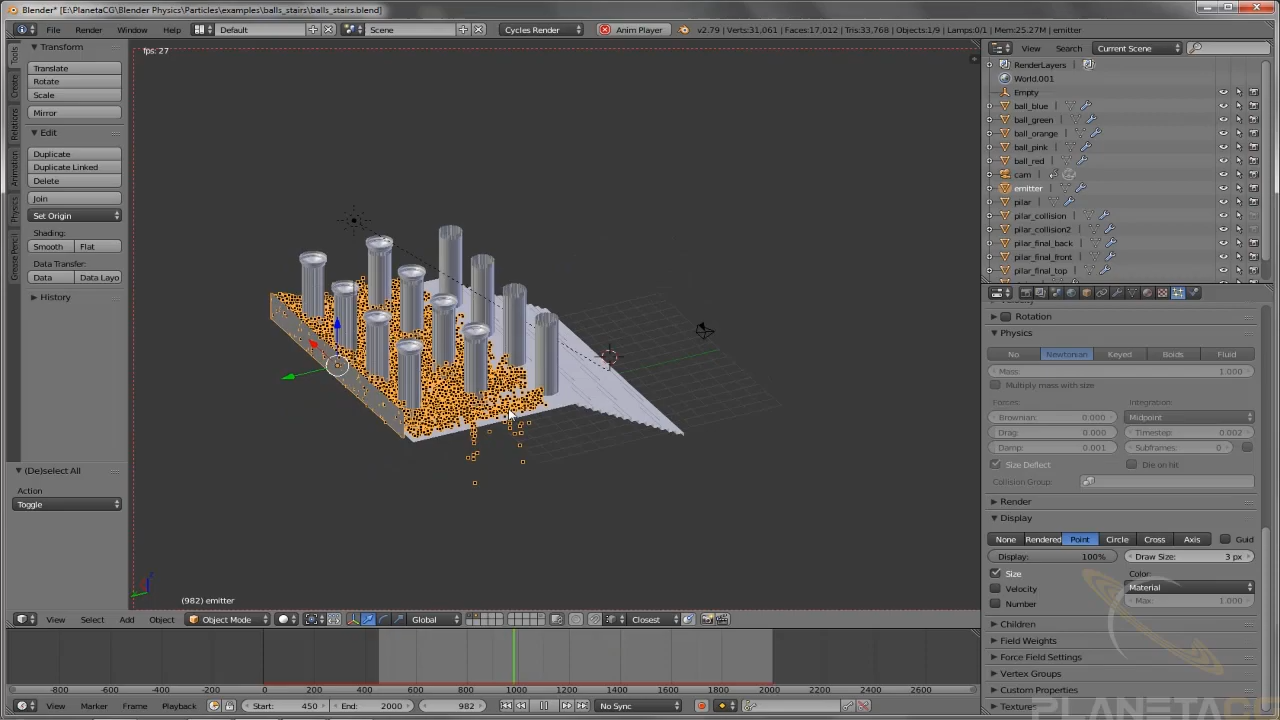 Blender* [E:\PlanetaCG\Blender Physics\Particles\examples\balls_stairs\balls_stairs.blend]
File Render Window Help Default Scene Cycles Render Anim Player v2.79 | Verts:31,061 | Faces:17,012 | Tris:33,768 | Objects:1/9 | Lamps:0/1 | Mem:25.27M | emitter
Tools
Create
Relations
Animation
Physics
Grease Pencil
Transform
Translate
Rotate
Scale
Mirror
Edit
Duplicate
Duplicate Linked
Delete
Join
Set Origin
Shading:
Smooth Flat
Data Transfer:
Data Data Layo
History
(De)select All
Action
Toggle
fps: 27
(982) emitter
View Search Current Scene
RenderLayers
World.001
Empty
ball_blue
ball_green
ball_orange
ball_pink
ball_red
cam
emitter
pilar
pilar_collision
pilar_collision2
pilar_final_back
pilar_final_front
pilar_final_top
Rotation
Physics
No Newtonian Keyed Boids Fluid
Mass: 1.000
Multiply mass with size
Forces: Integration:
Brownian: 0.000 Midpoint
Drag: 0.000 Timestep: 0.002
Damp: 0.001 Subframes: 0
Size Deflect Die on hit
Collision Group:
Render
Display
None Rendered Point Circle Cross Axis Guid
Display: 100% Draw Size: 3 px
Size Color:
Velocity Material
Number Max: 1.000
Children
Field Weights
Force Field Settings
Vertex Groups
Custom Properties
Textures
PLANETACG
View Select Add Object Object Mode Global Closest
-800 -600 -400 -200 0 200 400 600 800 1000 1200 1400 1600 1800 2000 2200 2400 2600
View Marker Frame Playback Start: 450 End: 2000 982 No Sync